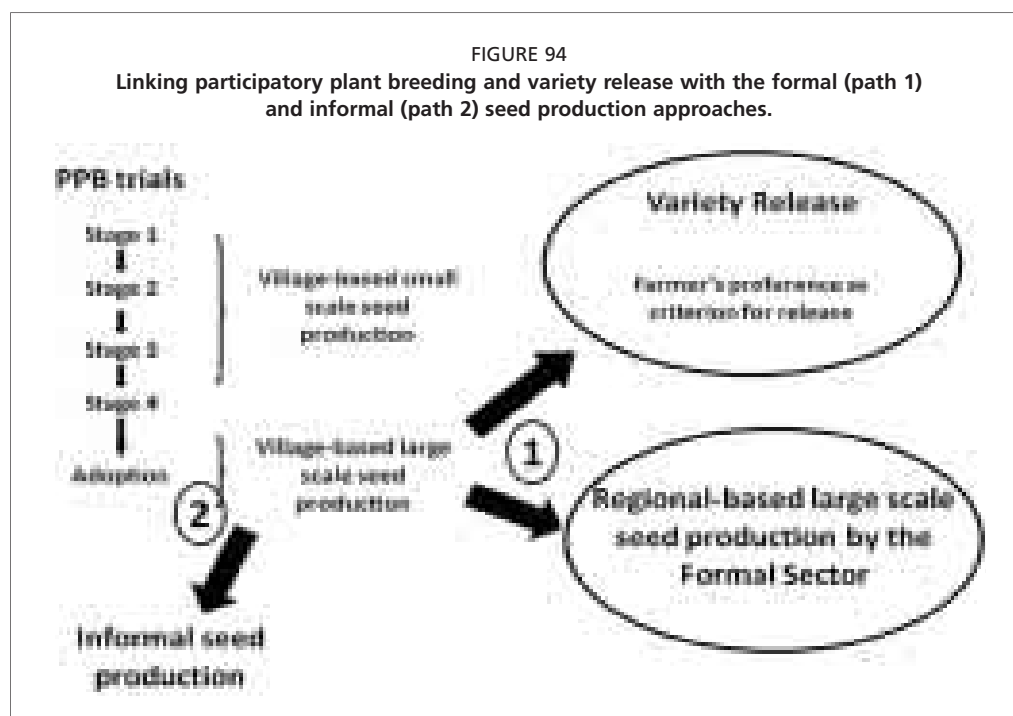 FIGURE 94
Linking participatory plant breeding and variety release with the formal (path 1)
and informal (path 2) seed production approaches.
PPB trials
Stage 1
Stage 2
Stage 3
Stage 4
Adoption
Village-based small
scale seed
production
Village-based large
scale seed
production
1
2
Informal seed
production
Variety Release
Farmer's preference as
criterion for release
Regional-based large scale
seed production by the
Formal Sector